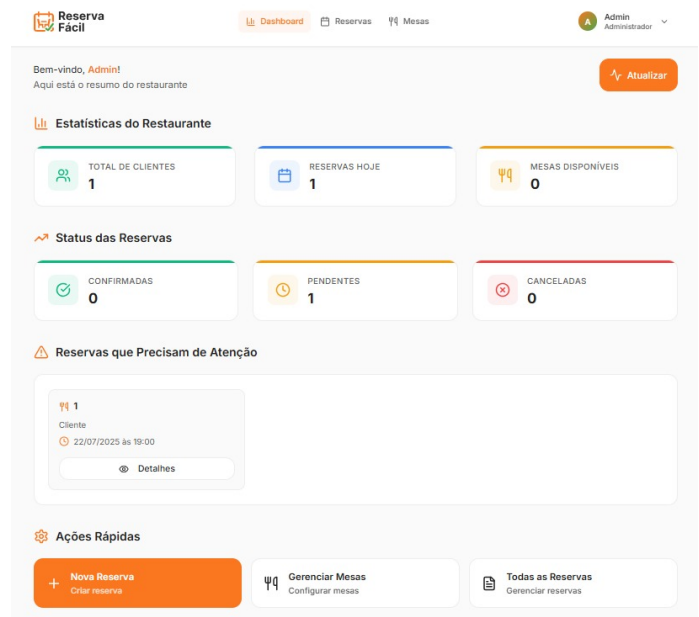 Reserva
Fácil
Dashboard
Reservas
Mesas
A
Admin
Administrador
Bem-vindo, Admin!
Aqui está o resumo do restaurante
Atualizar
Estatísticas do Restaurante
TOTAL DE CLIENTES
1
RESERVAS HOJE
1
MESAS DISPONÍVEIS
0
Status das Reservas
CONFIRMADAS
0
PENDENTES
1
CANCELADAS
0
Reservas que Precisam de Atenção
1
Cliente
22/07/2025 às 19:00
Detalhes
Ações Rápidas
Nova Reserva
Criar reserva
Gerenciar Mesas
Configurar mesas
Todas as Reservas
Gerenciar reservas